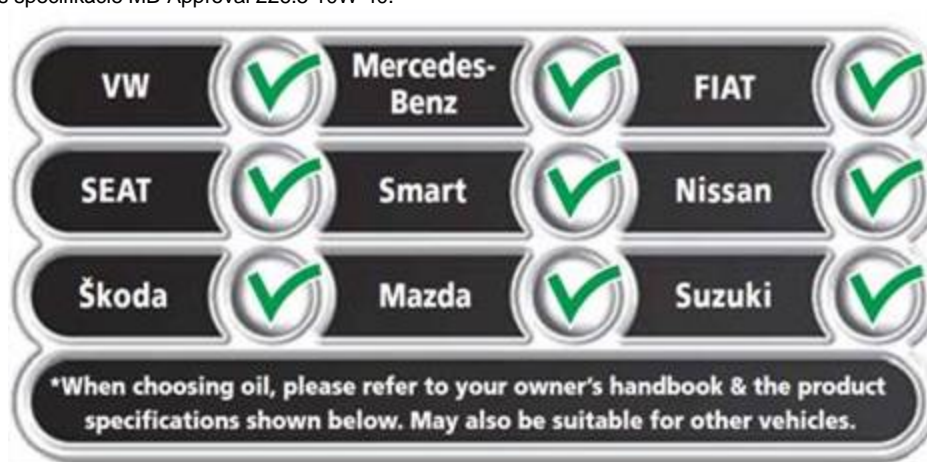 VW Mercedes-Benz FIAT
SEAT Smart Nissan
Škoda Mazda Suzuki
*When choosing oil, please refer to your owner's handbook & the product
specifications shown below. May also be suitable for other vehicles.